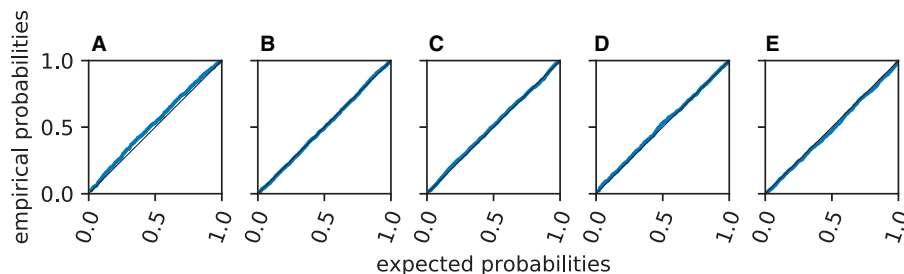 A B C D E
empirical probabilities
1.0
0.5
0.0
0.0 0.5 1.0 0.0 0.5 1.0 0.0 0.5 1.0 0.0 0.5 1.0 0.0 0.5 1.0
expected probabilities